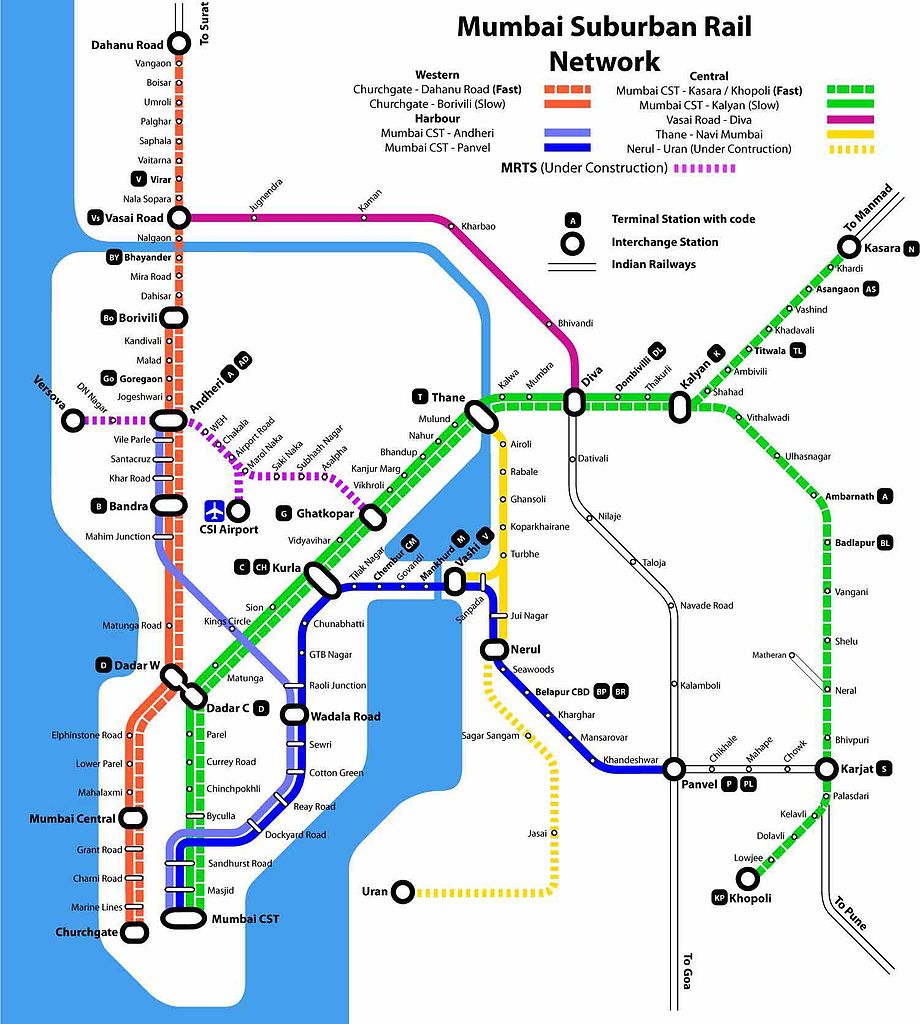 Mumbai Suburban Rail
Network
Western
Churchgate - Dahanu Road (Fast)
Churchgate - Borivili (Slow)
Harbour
Mumbai CST - Andheri
Mumbai CST - Panvel
Central
Mumbai CST - Kasara / Khopoli (Fast)
Mumbai CST - Kalyan (Slow)
Vasai Road - Diva
Thane - Navi Mumbai
Nerul - Uran (Under Contruction)
MRTS (Under Construction)
A Terminal Station with code
Interchange Station
Indian Railways
To Surat
Dahanu Road
Vangaon
Boisar
Umroli
Palghar
Saphala
Vaitarna
V Virar
Nala Sopara
Vs Vasai Road
Nalgaon
BY Bhayander
Mira Road
Dahisar
Bo Borivili
Kandivali
Malad
Go Goregaon
Jogeshwari
Andheri A AD
Vile Parle
Santacruz
Khar Road
B Bandra
Mahim Junction
Matunga Road
D Dadar W
Elphinstone Road
Lower Parel
Mahalaxmi
Mumbai Central
Grant Road
Charni Road
Marine Lines
Churchgate
Jugnendra
Kaman
Kharbao
Bhivandi
Diva
Versova
DN Nagar
WEH
Chakala
Airport Road
Marol Naka
Saki Naka
Subhash Nagar
Asalpha
CSI Airport
To Manmad
Kasara N
Khardi
Asangaon AS
Vashind
Khadavali
Titwala TL
Ambivili
Shahad
Kalyan K
Thakurli
Dombivilli DL
Mumbra
Kalwa
T Thane
Mulund
Nahur
Bhandup
Kanjur Marg
Vikhroli
G Ghatkopar
Vidyavihar
C CH Kurla
Sion
Kings Circle
Matunga
Dadar C D
Parel
Currey Road
Chinchpokhli
Byculla
Sandhurst Road
Masjid
Mumbai CST
Tilak Nagar
Chembur CM
Govandi
Mankhurd M
Vashi V
Sanpada
Chunabhatti
GTB Nagar
Raoli Junction
Wadala Road
Sewri
Cotton Green
Reay Road
Dockyard Road
Airoli
Rabale
Ghansoli
Koparkhairane
Turbhe
Jui Nagar
Nerul
Seawoods
Belapur CBD BP BR
Kharghar
Mansarovar
Khandeshwar
Panvel P PL
Sagar Sangam
Jasai
Uran
Dativali
Nilaje
Taloja
Navade Road
Kalamboli
Chikhale
Mahape
Chowk
Vithalwadi
Ulhasnagar
Ambarnath A
Badlapur BL
Vangani
Shelu
Matheran
Neral
Bhivpuri
Karjat S
Palasdari
Kelavli
Dolavli
Lowjee
KP Khopoli
To Pune
To Goa